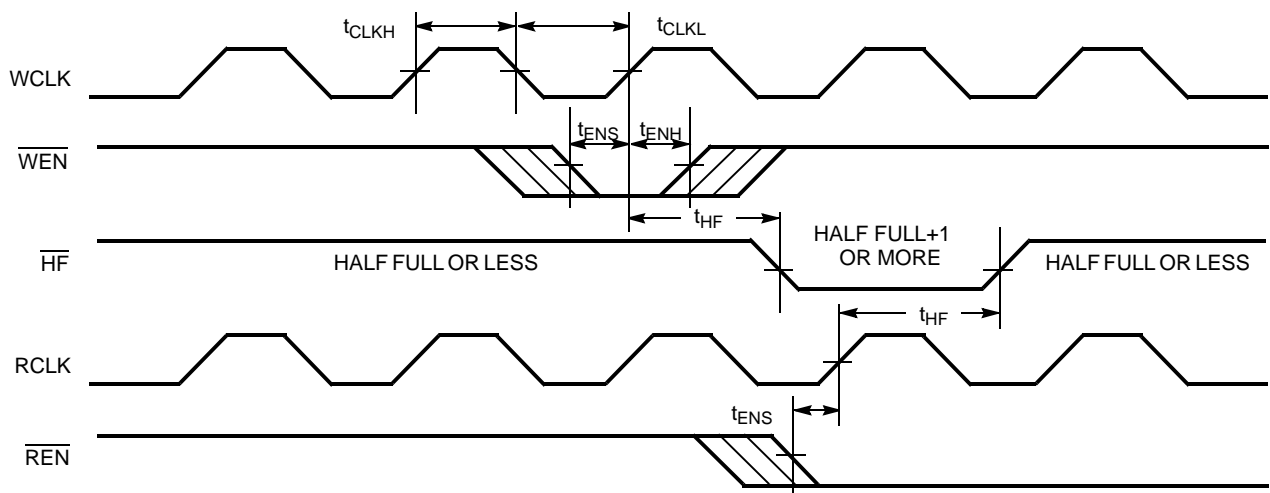 tCLKH
tCLKL
WCLK
tENS
tENH
WEN
tHF
HF
HALF FULL OR LESS
HALF FULL+1
OR MORE
HALF FULL OR LESS
tHF
RCLK
tENS
REN